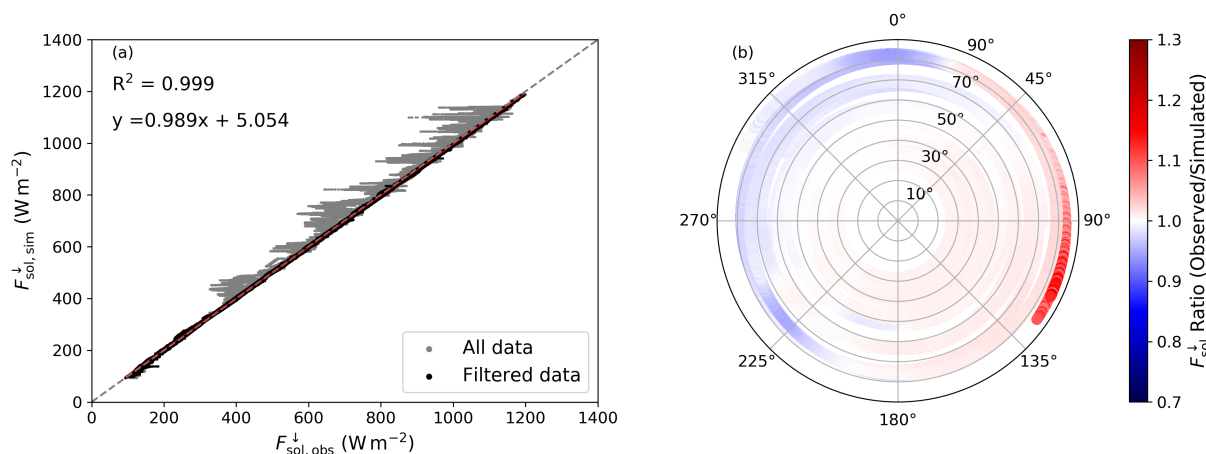 (a)
R² = 0.999
y =0.989x + 5.054
1400
1200
1000
800
600
400
200
0
F↓sol, sim (W m⁻²)
0 200 400 600 800 1000 1200 1400
F↓sol, obs (W m⁻²)
All data
Filtered data
(b)
0°
45°
90°
135°
180°
225°
270°
315°
10°
30°
50°
70°
90°
1.3
1.2
1.1
1.0
0.9
0.8
0.7
F↓sol Ratio (Observed/Simulated)